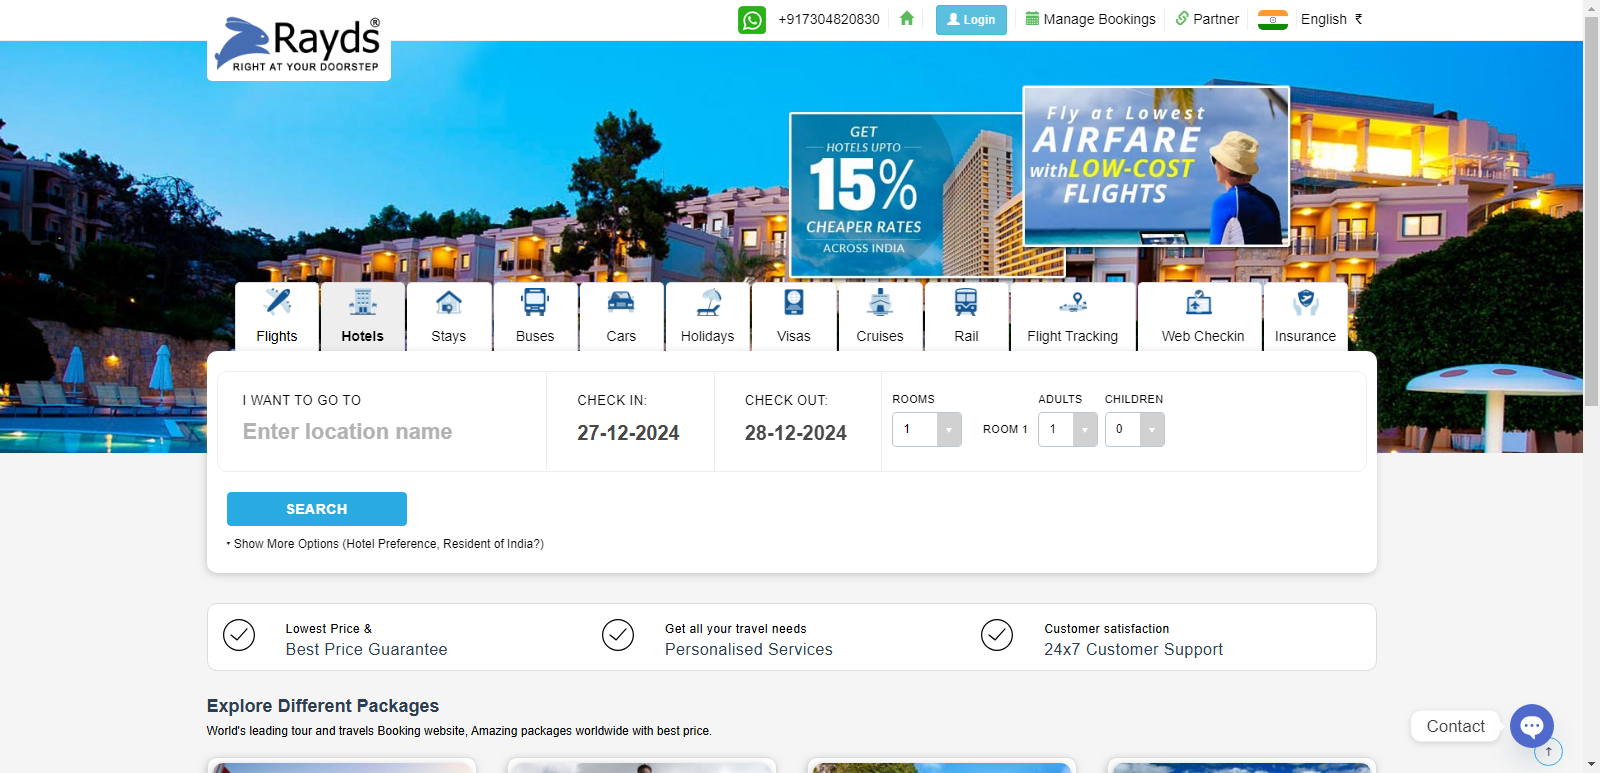 Rayds®
RIGHT AT YOUR DOORSTEP
+917304820830
Login
Manage Bookings
Partner
English ₹
GET
HOTELS UPTO
15%
CHEAPER RATES
ACROSS INDIA
Fly at Lowest
AIRFARE
with LOW-COST
FLIGHTS
Flights
Hotels
Stays
Buses
Cars
Holidays
Visas
Cruises
Rail
Flight Tracking
Web Checkin
Insurance
I WANT TO GO TO
Enter location name
CHECK IN:
27-12-2024
CHECK OUT:
28-12-2024
ROOMS
1
ROOM 1
ADULTS
1
CHILDREN
0
SEARCH
Show More Options (Hotel Preference, Resident of India?)
Lowest Price &
Best Price Guarantee
Get all your travel needs
Personalised Services
Customer satisfaction
24x7 Customer Support
Explore Different Packages
World's leading tour and travels Booking website, Amazing packages worldwide with best price.
Contact